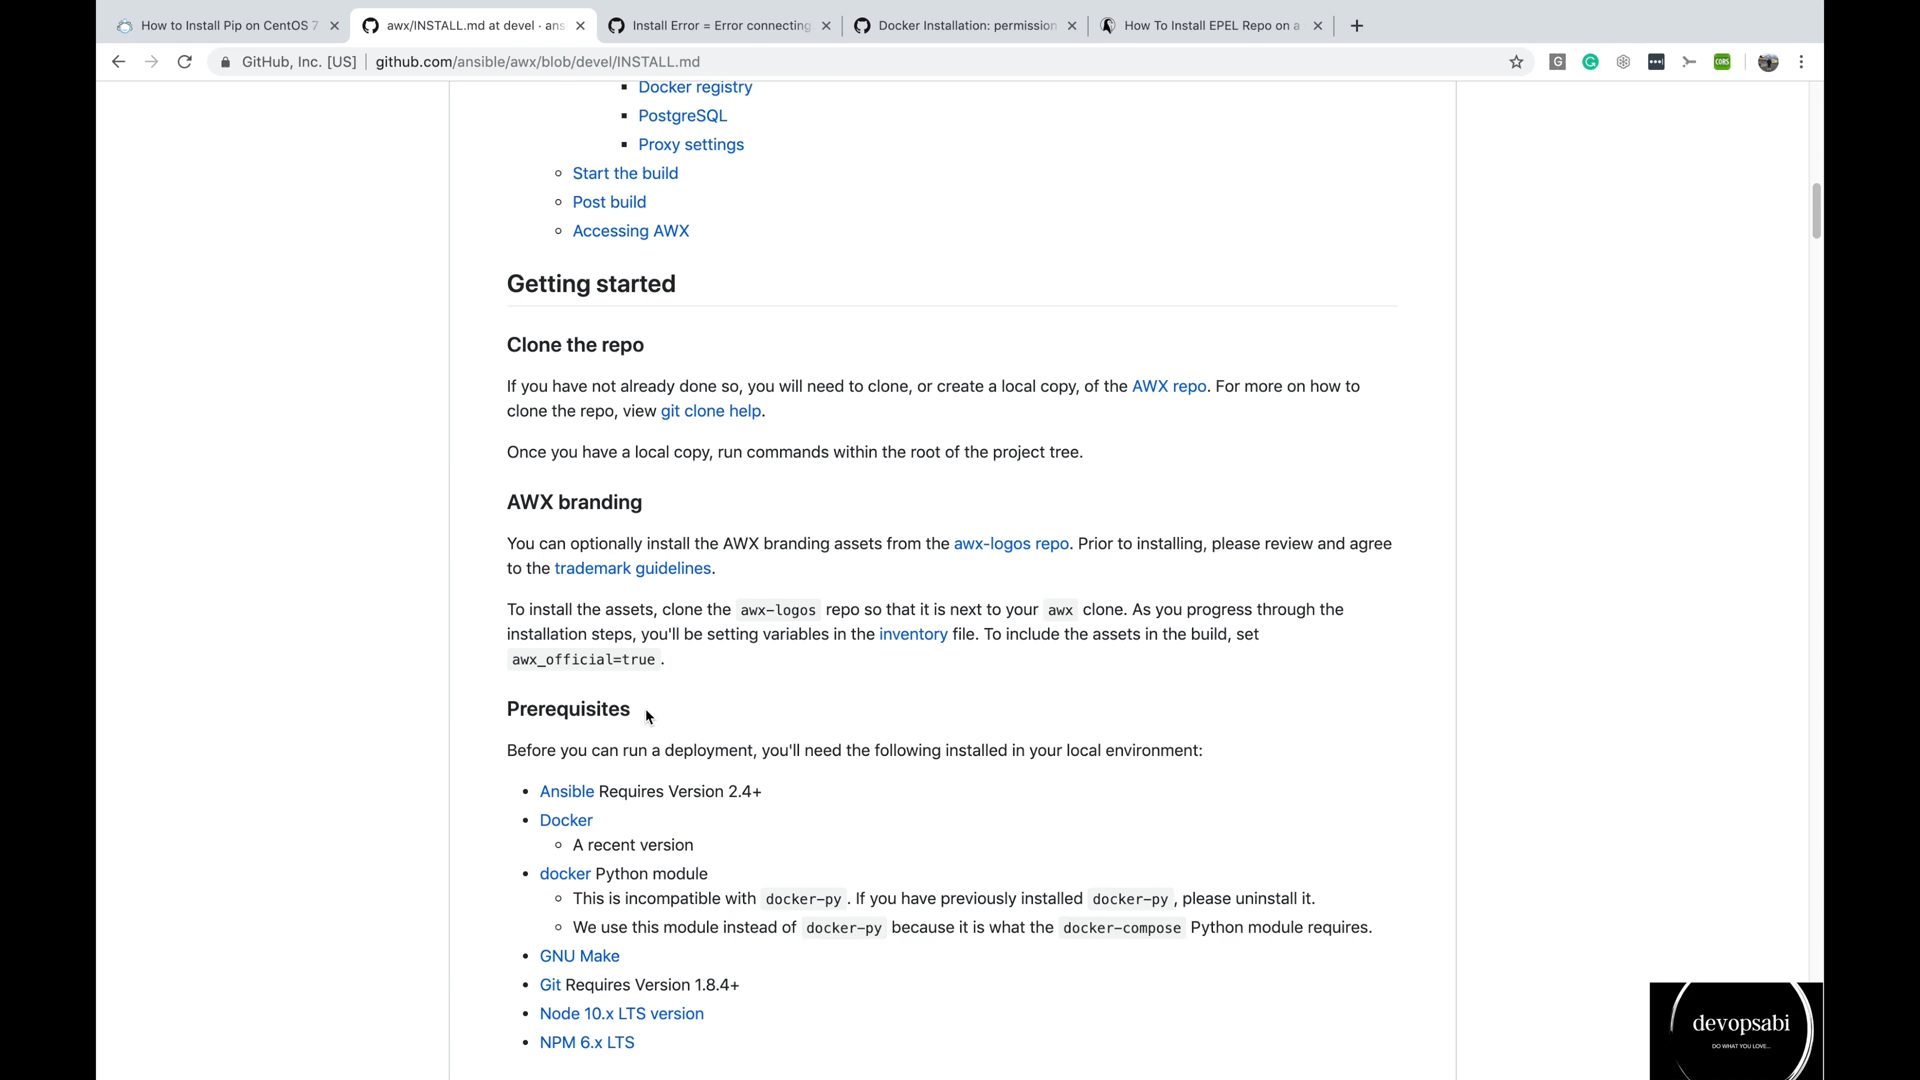 How to Install Pip on CentOS 7
awx/INSTALL.md at devel · ans
Install Error = Error connecting
Docker Installation: permission
How To Install EPEL Repo on a
GitHub, Inc. [US] | github.com/ansible/awx/blob/devel/INSTALL.md
G
CORS
Docker registry
PostgreSQL
Proxy settings
Start the build
Post build
Accessing AWX
Getting started
Clone the repo
If you have not already done so, you will need to clone, or create a local copy, of the AWX repo. For more on how to
clone the repo, view git clone help.
Once you have a local copy, run commands within the root of the project tree.
AWX branding
You can optionally install the AWX branding assets from the awx-logos repo. Prior to installing, please review and agree
to the trademark guidelines.
To install the assets, clone the awx-logos repo so that it is next to your awx clone. As you progress through the
installation steps, you'll be setting variables in the inventory file. To include the assets in the build, set
awx_official=true .
Prerequisites
Before you can run a deployment, you'll need the following installed in your local environment:
Ansible Requires Version 2.4+
Docker
A recent version
docker Python module
This is incompatible with docker-py . If you have previously installed docker-py , please uninstall it.
We use this module instead of docker-py because it is what the docker-compose Python module requires.
GNU Make
Git Requires Version 1.8.4+
Node 10.x LTS version
NPM 6.x LTS
devopsabi
DO WHAT YOU LOVE...